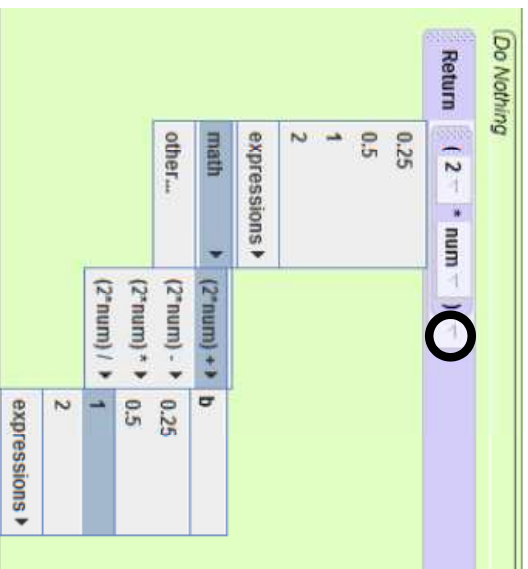 Do Nothing
Return ( 2 * num )
0.25
0.5
1
2
expressions
math
other...
(2*num) +
(2*num) -
(2*num) *
(2*num) /
b
0.25
0.5
1
2
expressions